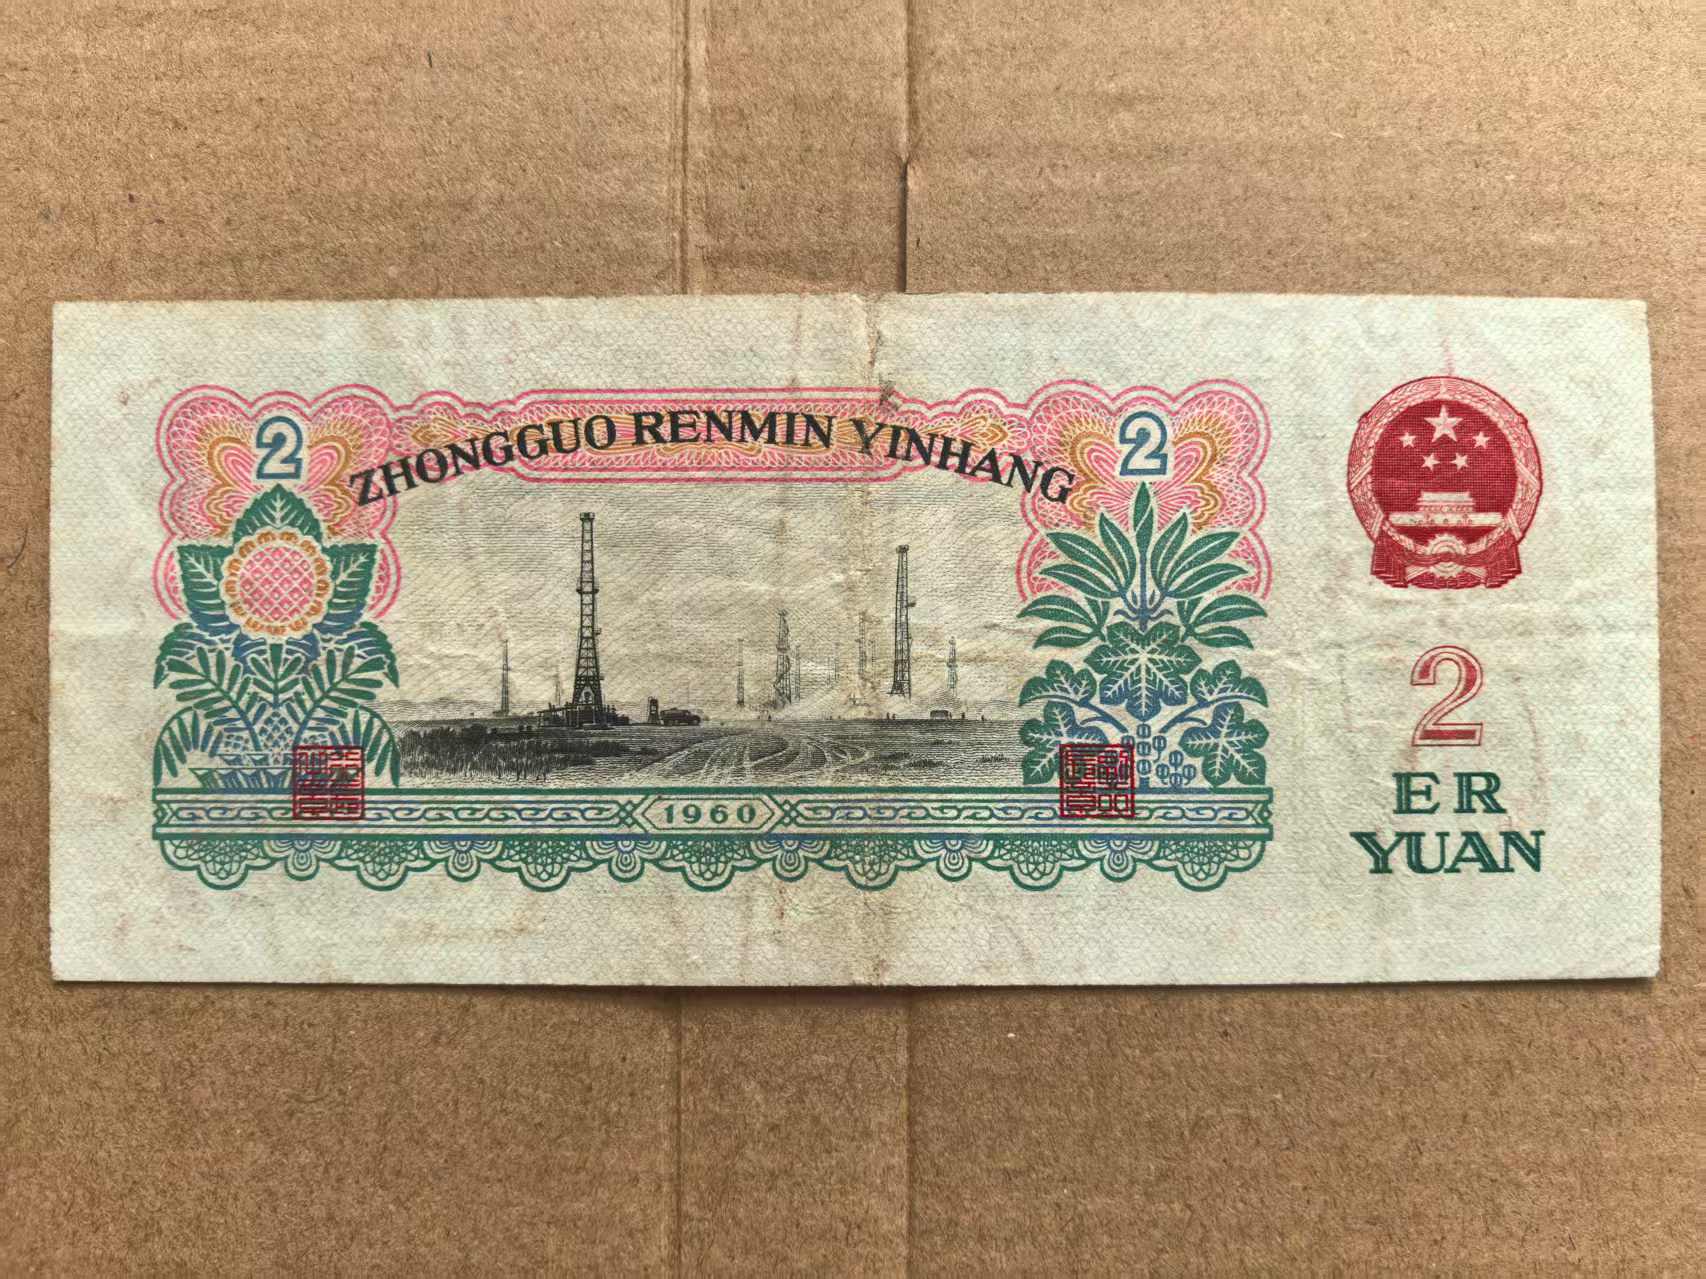 2
2
ZHONGGUO RENMIN YINHANG
1960
2
ER
YUAN